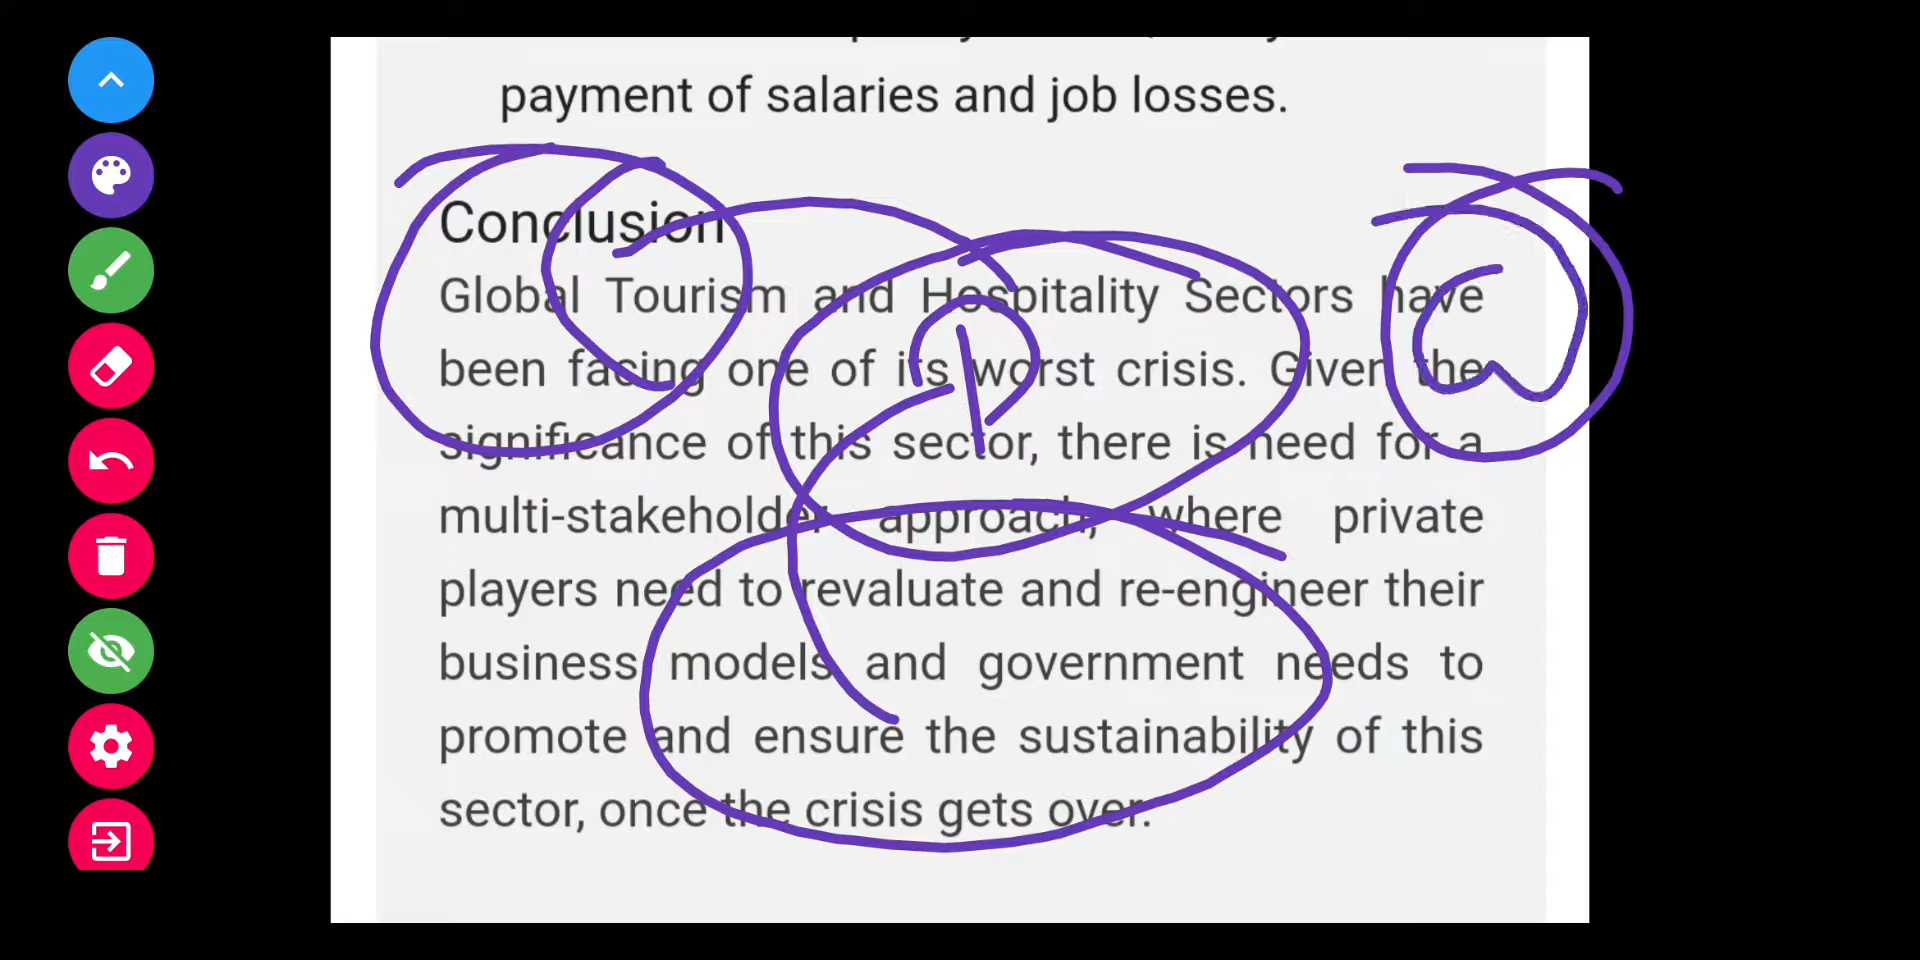 payment of salaries and job losses.
Conclusion
Global Tourism and Hospitality Sectors have
been facing one of its worst crisis. Given the
significance of this sector, there is need for a
multi-stakeholder approach, where private
players need to revaluate and re-engineer their
business models and government needs to
promote and ensure the sustainability of this
sector, once the crisis gets over.